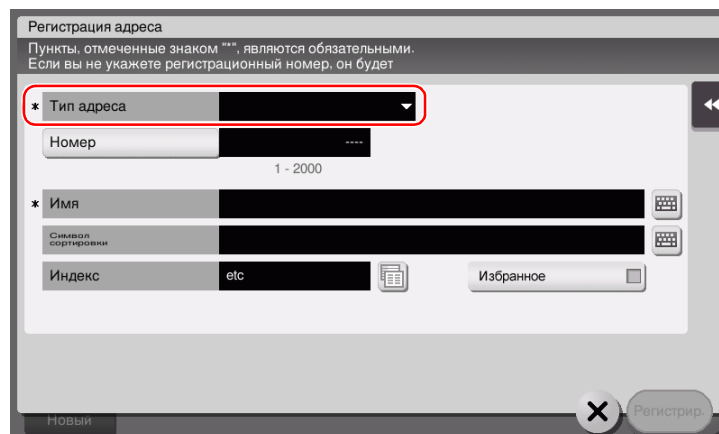 Регистрация адреса
Пункты, отмеченные знаком "*", являются обязательными.
Если вы не укажете регистрационный номер, он будет
* Тип адреса
Номер ----
1 - 2000
* Имя
Символ
сортировки
Индекс etc Избранное
Регистрир.
Новый